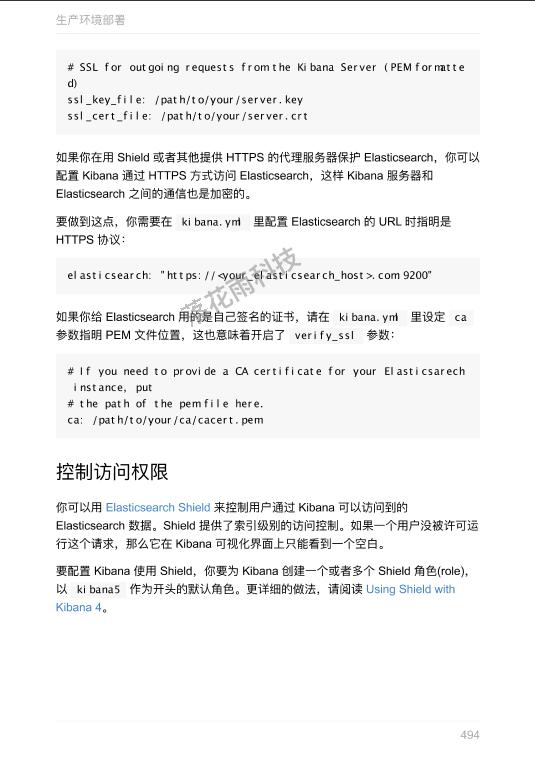 生产环境部署
# SSL for outgoing requests from the Kibana Server (PEM formatte
d)
ssl_key_file: /path/to/your/server.key
ssl_cert_file: /path/to/your/server.crt
如果你在用 Shield 或者其他提供 HTTPS 的代理服务器保护 Elasticsearch，你可以
配置 Kibana 通过 HTTPS 方式访问 Elasticsearch，这样 Kibana 服务器和
Elasticsearch 之间的通信也是加密的。
要做到这点，你需要在 kibana.yml 里配置 Elasticsearch 的 URL 时指明是
HTTPS 协议：
elasticsearch: "https://<your_elasticsearch_host>.com:9200"
落花雨科技
如果你给 Elasticsearch 用的是自己签名的证书，请在 kibana.yml 里设定 ca
参数指明 PEM 文件位置，这也意味着开启了 verify_ssl 参数：
# If you need to provide a CA certificate for your Elasticsarech
instance, put
# the path of the pem file here.
ca: /path/to/your/ca/cacert.pem
控制访问权限
你可以用 Elasticsearch Shield 来控制用户通过 Kibana 可以访问到的
Elasticsearch 数据。Shield 提供了索引级别的访问控制。如果一个用户没被许可运
行这个请求，那么它在 Kibana 可视化界面上只能看到一个空白。
要配置 Kibana 使用 Shield，你要为 Kibana 创建一个或者多个 Shield 角色(role)，
以 kibana5 作为开头的默认角色。更详细的做法，请阅读 Using Shield with
Kibana 4。
494